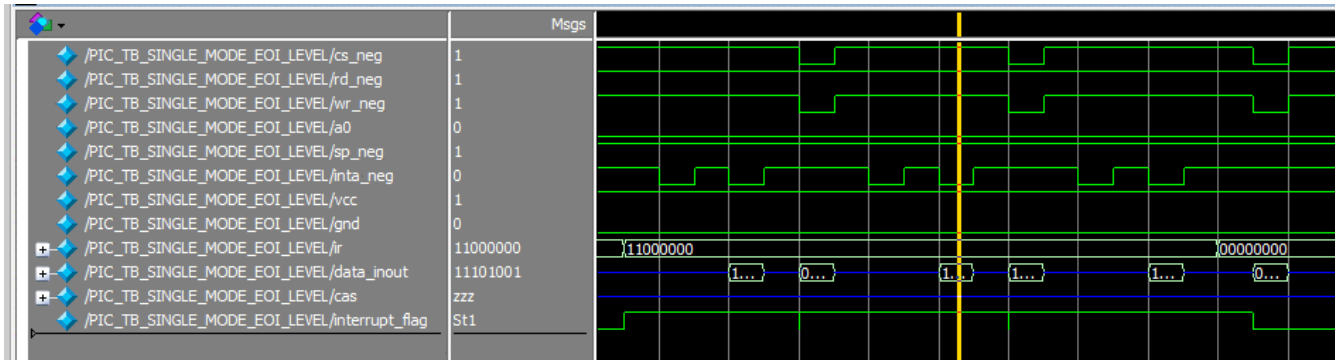 Msgs
/PIC_TB_SINGLE_MODE_EOI_LEVEL/cs_neg 1
/PIC_TB_SINGLE_MODE_EOI_LEVEL/rd_neg 1
/PIC_TB_SINGLE_MODE_EOI_LEVEL/wr_neg 1
/PIC_TB_SINGLE_MODE_EOI_LEVEL/a0 0
/PIC_TB_SINGLE_MODE_EOI_LEVEL/sp_neg 1
/PIC_TB_SINGLE_MODE_EOI_LEVEL/inta_neg 0
/PIC_TB_SINGLE_MODE_EOI_LEVEL/vcc 1
/PIC_TB_SINGLE_MODE_EOI_LEVEL/gnd 0
/PIC_TB_SINGLE_MODE_EOI_LEVEL/ir 11000000 11000000 00000000
/PIC_TB_SINGLE_MODE_EOI_LEVEL/data_inout 11101001 1... 0... 1... 1... 1... 0...
/PIC_TB_SINGLE_MODE_EOI_LEVEL/cas zzz
/PIC_TB_SINGLE_MODE_EOI_LEVEL/interrupt_flag St1